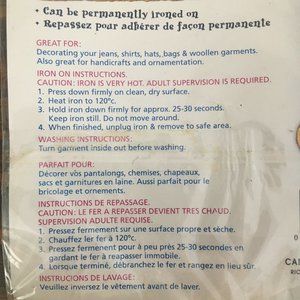 • Can be permanently ironed on
• Repassez pour adhérer de façon permanente
GREAT FOR:
Decorating your jeans, shirts, hats, bags & woollen garments.
Also great for handicrafts and ornamentation.
IRON ON INSTRUCTIONS.
CAUTION: IRON IS VERY HOT. ADULT SUPERVISION IS REQUIRED.
1. Press down firmly on clean, dry surface.
2. Heat iron to 120°c.
3. Hold iron down firmly for approx. 25-30 seconds.
Keep iron still. Do not move around.
4. When finished, unplug iron & remove to safe area.
WASHING INSTRUCTIONS:
Turn garment inside out before washing.
PARFAIT POUR:
Décorer vos pantalongs, chemises, chapeaux,
sacs et garnitures en laine. Aussi parfait pour le
bricolage et ornements.
INSTRUCTIONS DE REPASSAGE.
CAUTION: LE FER A REPASSER DEVIENT TRES CHAUD.
SUPERVISION ADULTE REQUISE.
1. Pressez fermement sur une surface propre et sèche.
2. Chauffez ler fer à 120°c.
3. Pressez fermenent pour à peu près 25-30 secondes en
gardant le fer à reaspasser immobile.
4. Lorsque terminé, débranchez le fer et rangez en lieu sûr.
INSTRUCIONS DE LAVAGE:
Veuillez inversez le vêtement avant de laver.